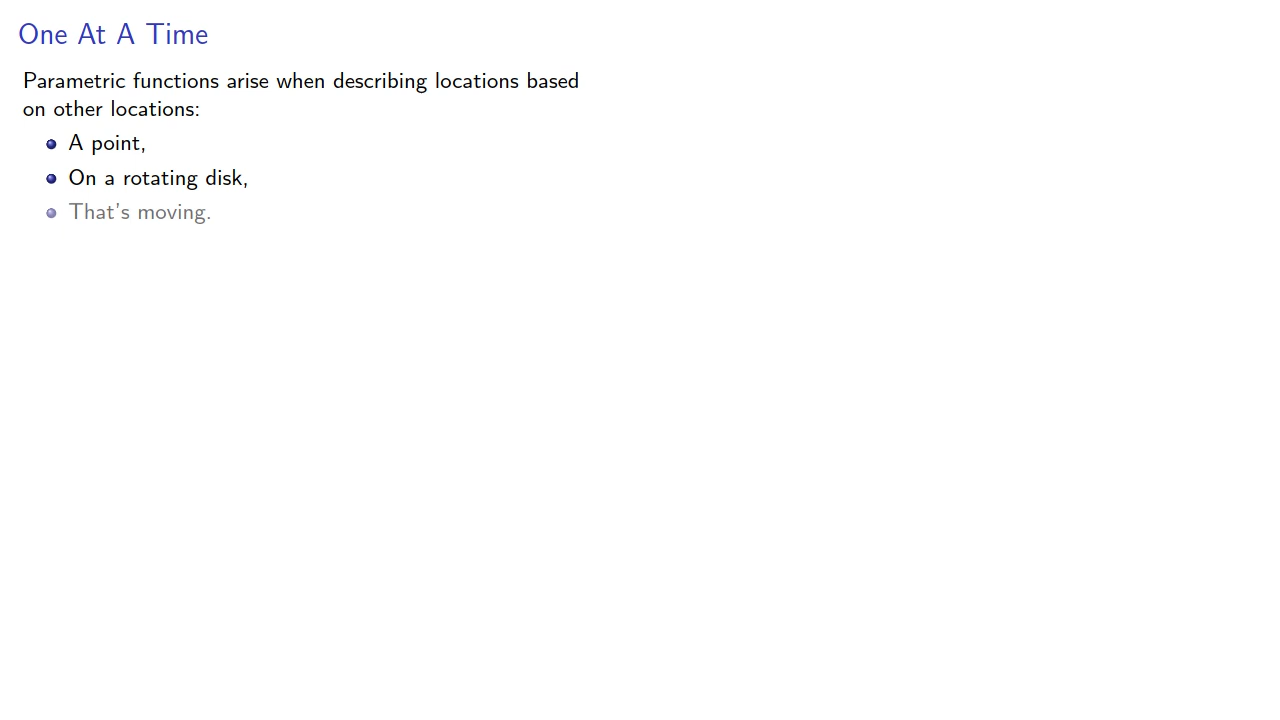 One At A Time
Parametric functions arise when describing locations based
on other locations:
A point,
On a rotating disk,
That's moving.